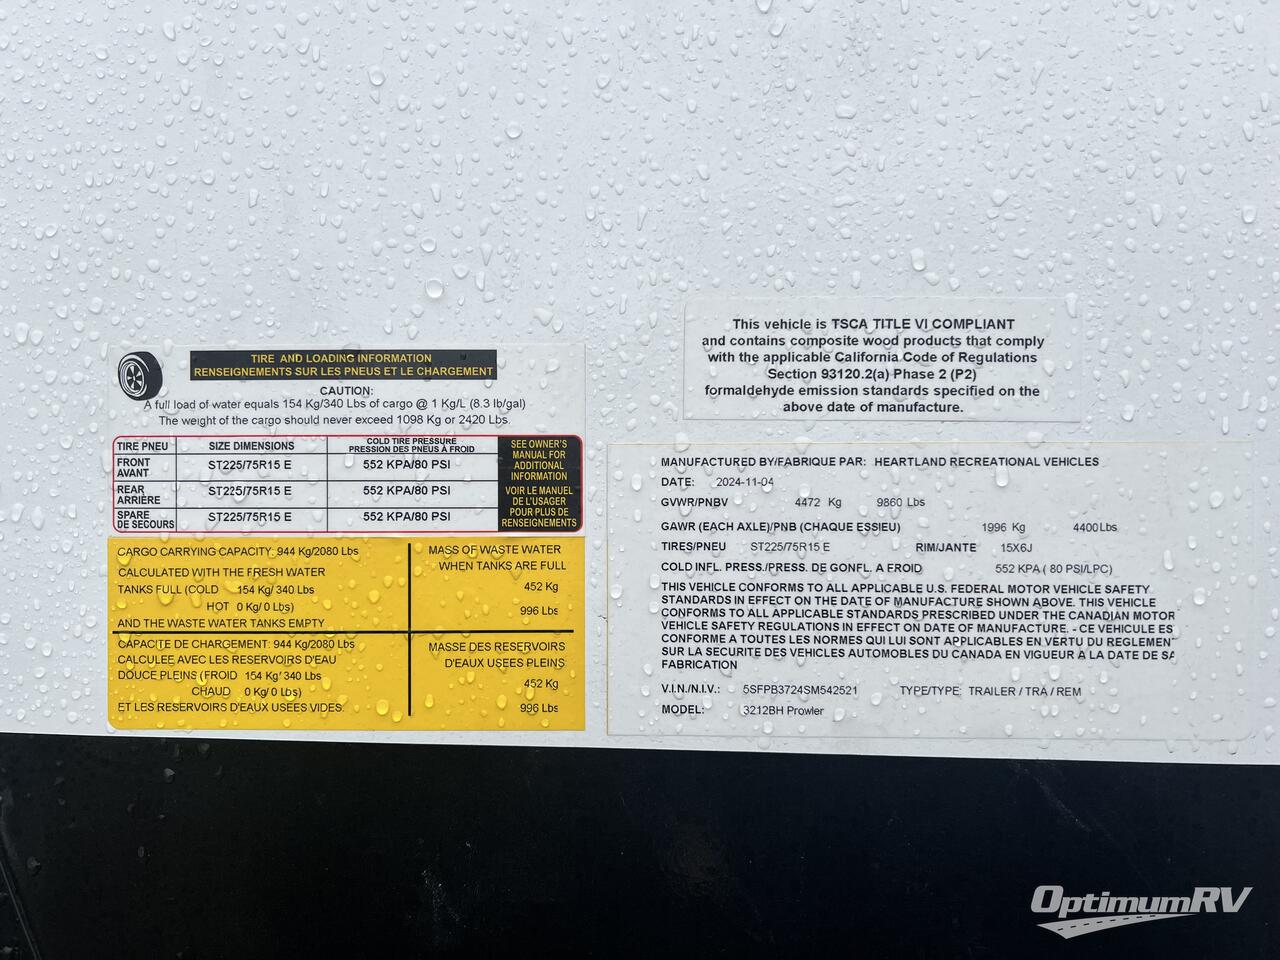 This vehicle is TSCA TITLE VI COMPLIANT
and contains composite wood products that comply
with the applicable California Code of Regulations
Section 93120.2(a) Phase 2 (P2)
formaldehyde emission standards specified on the
above date of manufacture.
TIRE AND LOADING INFORMATION
RENSEIGNEMENTS SUR LES PNEUS ET LE CHARGEMENT
CAUTION:
A full load of water equals 154 Kg/340 Lbs of cargo @ 1 Kg/L (8.3 lb/gal)
The weight of the cargo should never exceed 1098 Kg or 2420 Lbs.
TIRE PNEU SIZE DIMENSIONS COLD TIRE PRESSURE
PRESSION DES PNEUS À FROID
FRONT
AVANT ST225/75R15 E 552 KPA/80 PSI
REAR
ARRIÈRE ST225/75R15 E 552 KPA/80 PSI
SPARE
DE SECOURS ST225/75R15 E 552 KPA/80 PSI
SEE OWNER'S
MANUAL FOR
ADDITIONAL
INFORMATION
VOIR LE MANUEL
DE L'USAGER
POUR PLUS DE
RENSEIGNEMENTS
CARGO CARRYING CAPACITY: 944 Kg/2080 Lbs
CALCULATED WITH THE FRESH WATER
TANKS FULL (COLD 154 Kg/340 Lbs
HOT 0 Kg/0 Lbs)
AND THE WASTE WATER TANKS EMPTY
MASS OF WASTE WATER
WHEN TANKS ARE FULL
452 Kg
996 Lbs
CAPACITE DE CHARGEMENT: 944 Kg/2080 Lbs
CALCULEE AVEC LES RESERVOIRS D'EAU
DOUCE PLEINS (FROID 154 Kg/340 Lbs
CHAUD 0 Kg/0 Lbs)
ET LES RESERVOIRS D'EAUX USEES VIDES.
MASSE DES RESERVOIRS
D'EAUX USEES PLEINS
452 Kg
996 Lbs
MANUFACTURED BY/FABRIQUE PAR: HEARTLAND RECREATIONAL VEHICLES
DATE: 2024-11-04
GVWR/PNBV 4472 Kg 9860 Lbs
GAWR (EACH AXLE)/PNB (CHAQUE ESSIEU) 1996 Kg 4400Lbs
TIRES/PNEU ST225/75R15 E RIM/JANTE 15X6J
COLD INFL. PRESS./PRESS. DE GONFL. A FROID 552 KPA ( 80 PSI/LPC)
THIS VEHICLE CONFORMS TO ALL APPLICABLE U.S. FEDERAL MOTOR VEHICLE SAFETY
STANDARDS IN EFFECT ON THE DATE OF MANUFACTURE SHOWN ABOVE. THIS VEHICLE
CONFORMS TO ALL APPLICABLE STANDARDS PRESCRIBED UNDER THE CANADIAN MOTOR
VEHICLE SAFETY REGULATIONS IN EFFECT ON DATE OF MANUFACTURE. - CE VEHICULE ES
CONFORME A TOUTES LES NORMES QUI LUI SONT APPLICABLES EN VERTU DU REGLEMEN
SUR LA SECURITE DES VEHICLES AUTOMOBILES DU CANADA EN VIGUEUR A LA DATE DE SA
FABRICATION
V.I.N./N.I.V.: 5SFPB3724SM542521 TYPE/TYPE: TRAILER / TRA / REM
MODEL: 3212BH Prowler
OptimumRV